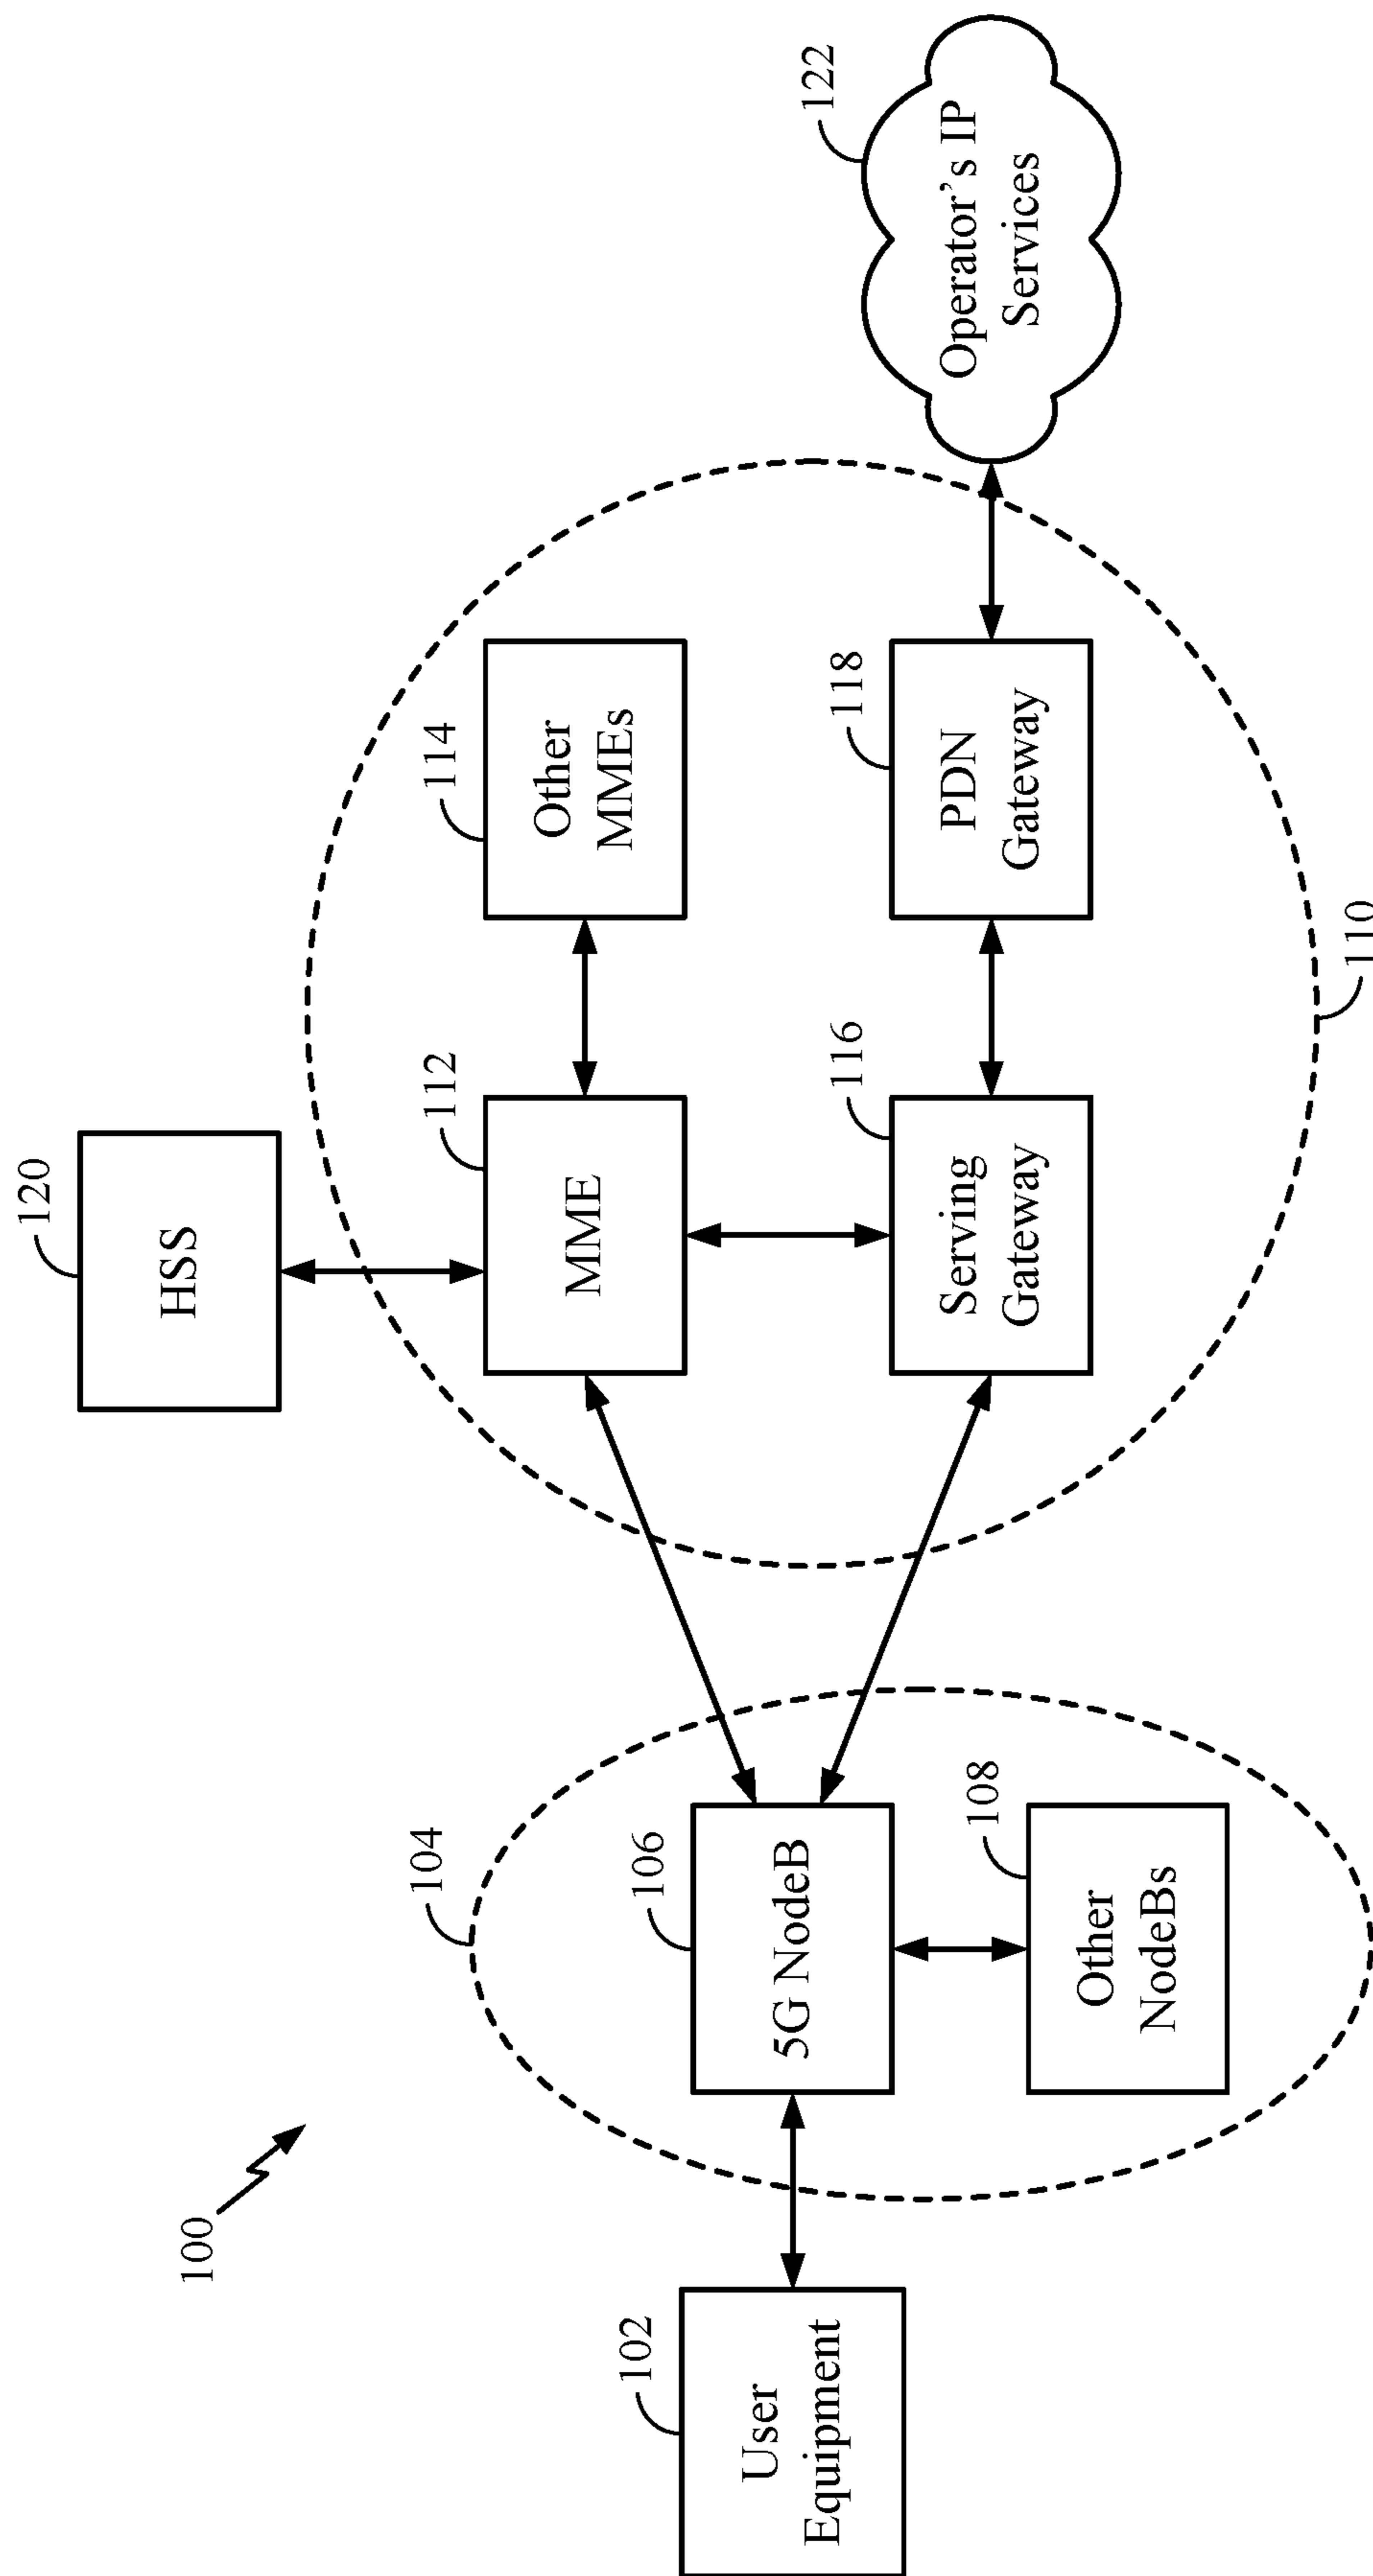 100
120
HSS
104
112
MME
114
Other
MMEs
122
Operator’s IP
Services
102
User
Equipment
106
5G NodeB
108
Other
NodeBs
116
Serving
Gateway
118
PDN
Gateway
110